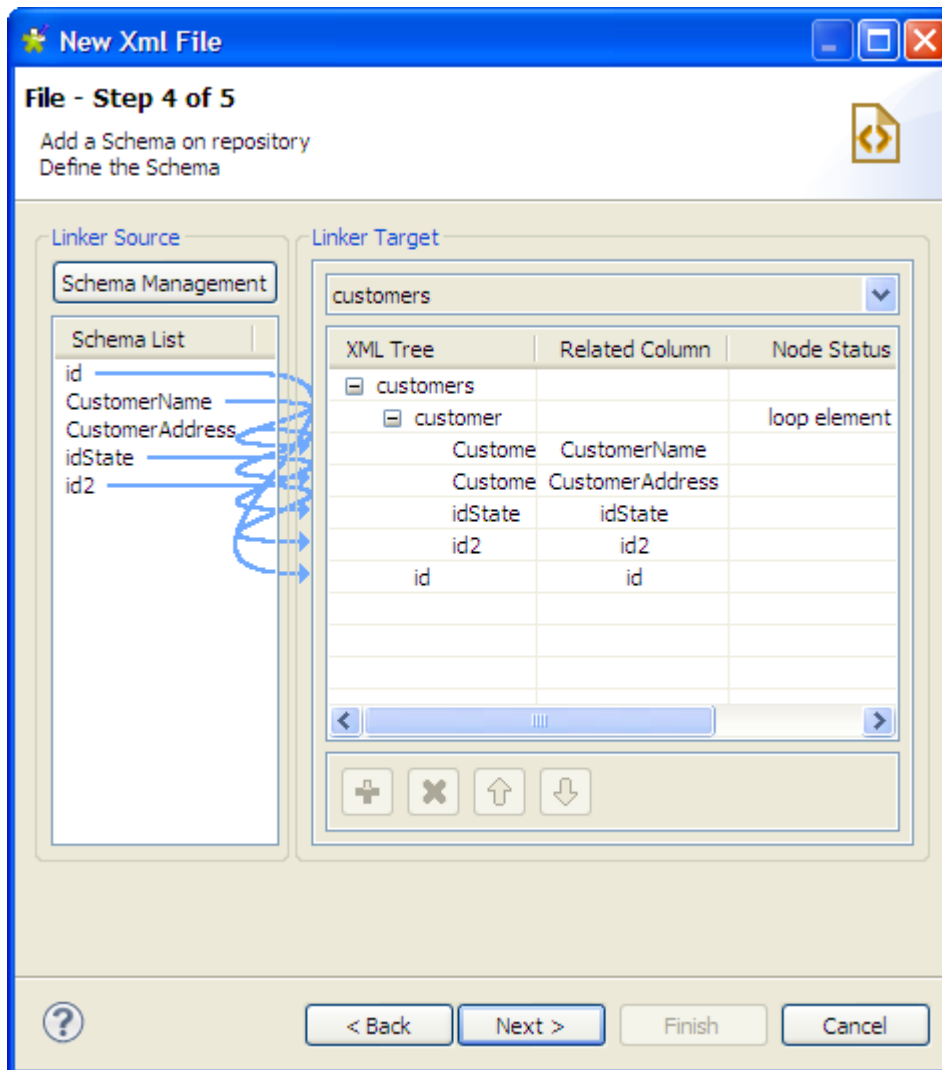 New Xml File
File - Step 4 of 5
Add a Schema on repository
Define the Schema
Linker Source
Schema Management
Schema List
id
CustomerName
CustomerAddress
idState
id2
Linker Target
customers
XML Tree Related Column Node Status
customers
customer loop element
Custome CustomerName
Custome CustomerAddress
idState idState
id2 id2
id id
< Back Next > Finish Cancel